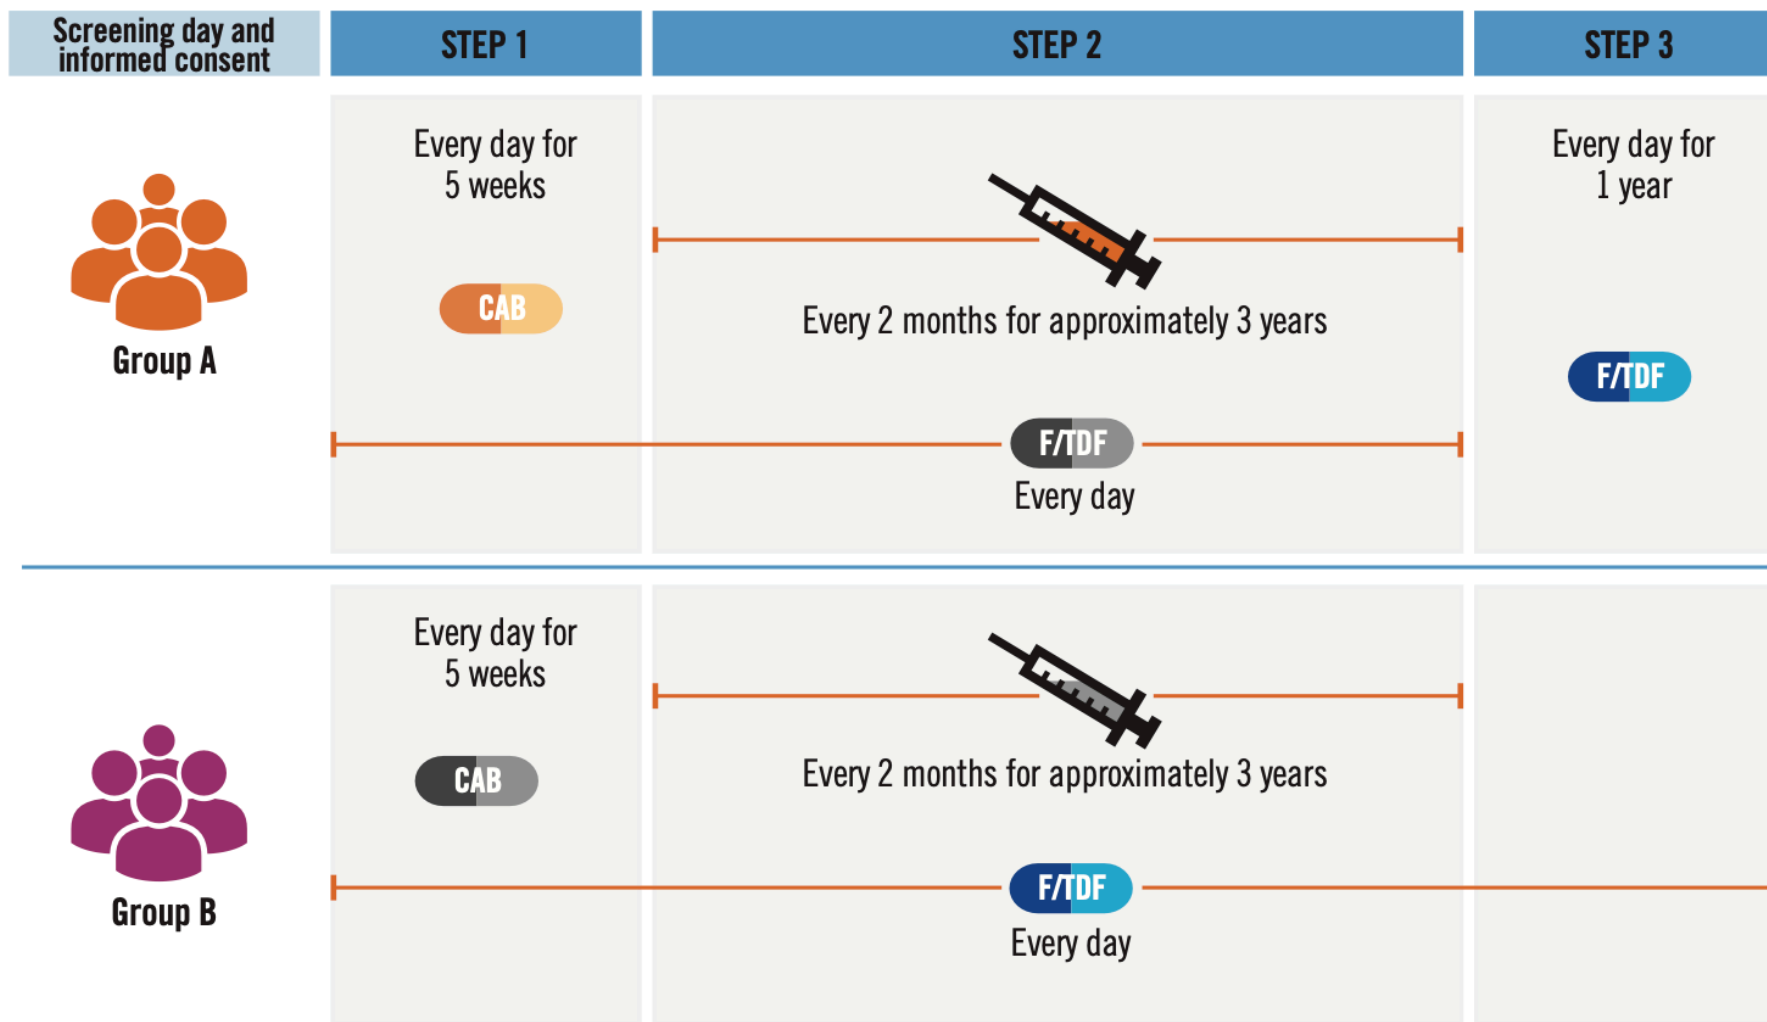 Screening day and
informed consent
STEP 1
STEP 2
STEP 3
Every day for
5 weeks
CAB
Every 2 months for approximately 3 years
Every day for
1 year
F/TDF
Group A
F/TDF
Every day
Every day for
5 weeks
CAB
Every 2 months for approximately 3 years
Group B
F/TDF
Every day